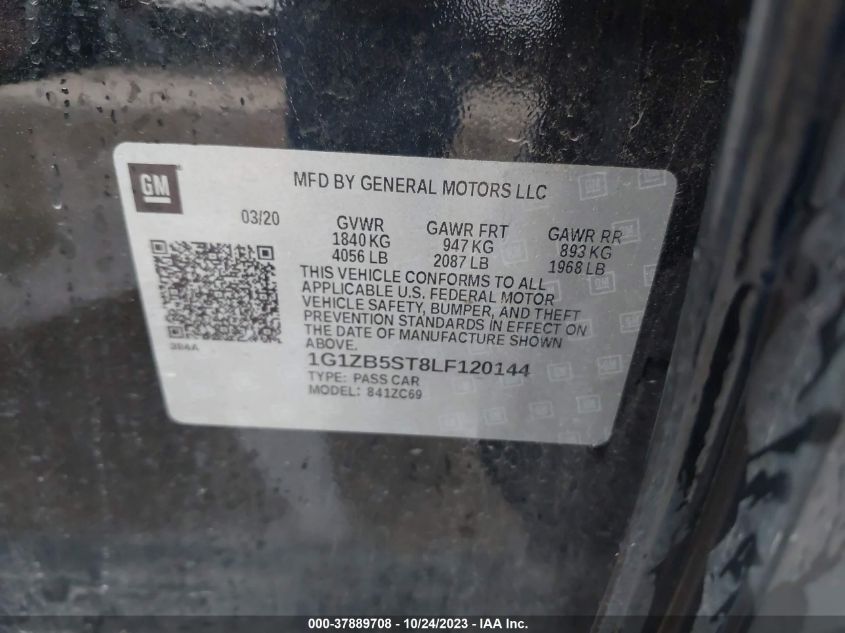 GM
MFD BY GENERAL MOTORS LLC
03/20 GVWR GAWR FRT GAWR RR
1840 KG 947 KG 893 KG
4056 LB 2087 LB 1968 LB
THIS VEHICLE CONFORMS TO ALL
APPLICABLE U.S. FEDERAL MOTOR
VEHICLE SAFETY, BUMPER, AND THEFT
PREVENTION STANDARDS IN EFFECT ON
THE DATE OF MANUFACTURE SHOWN
ABOVE.
1G1ZB5ST8LF120144
TYPE: PASS CAR
MODEL: 841ZC69
000-37889708 - 10/24/2023 - IAA Inc.